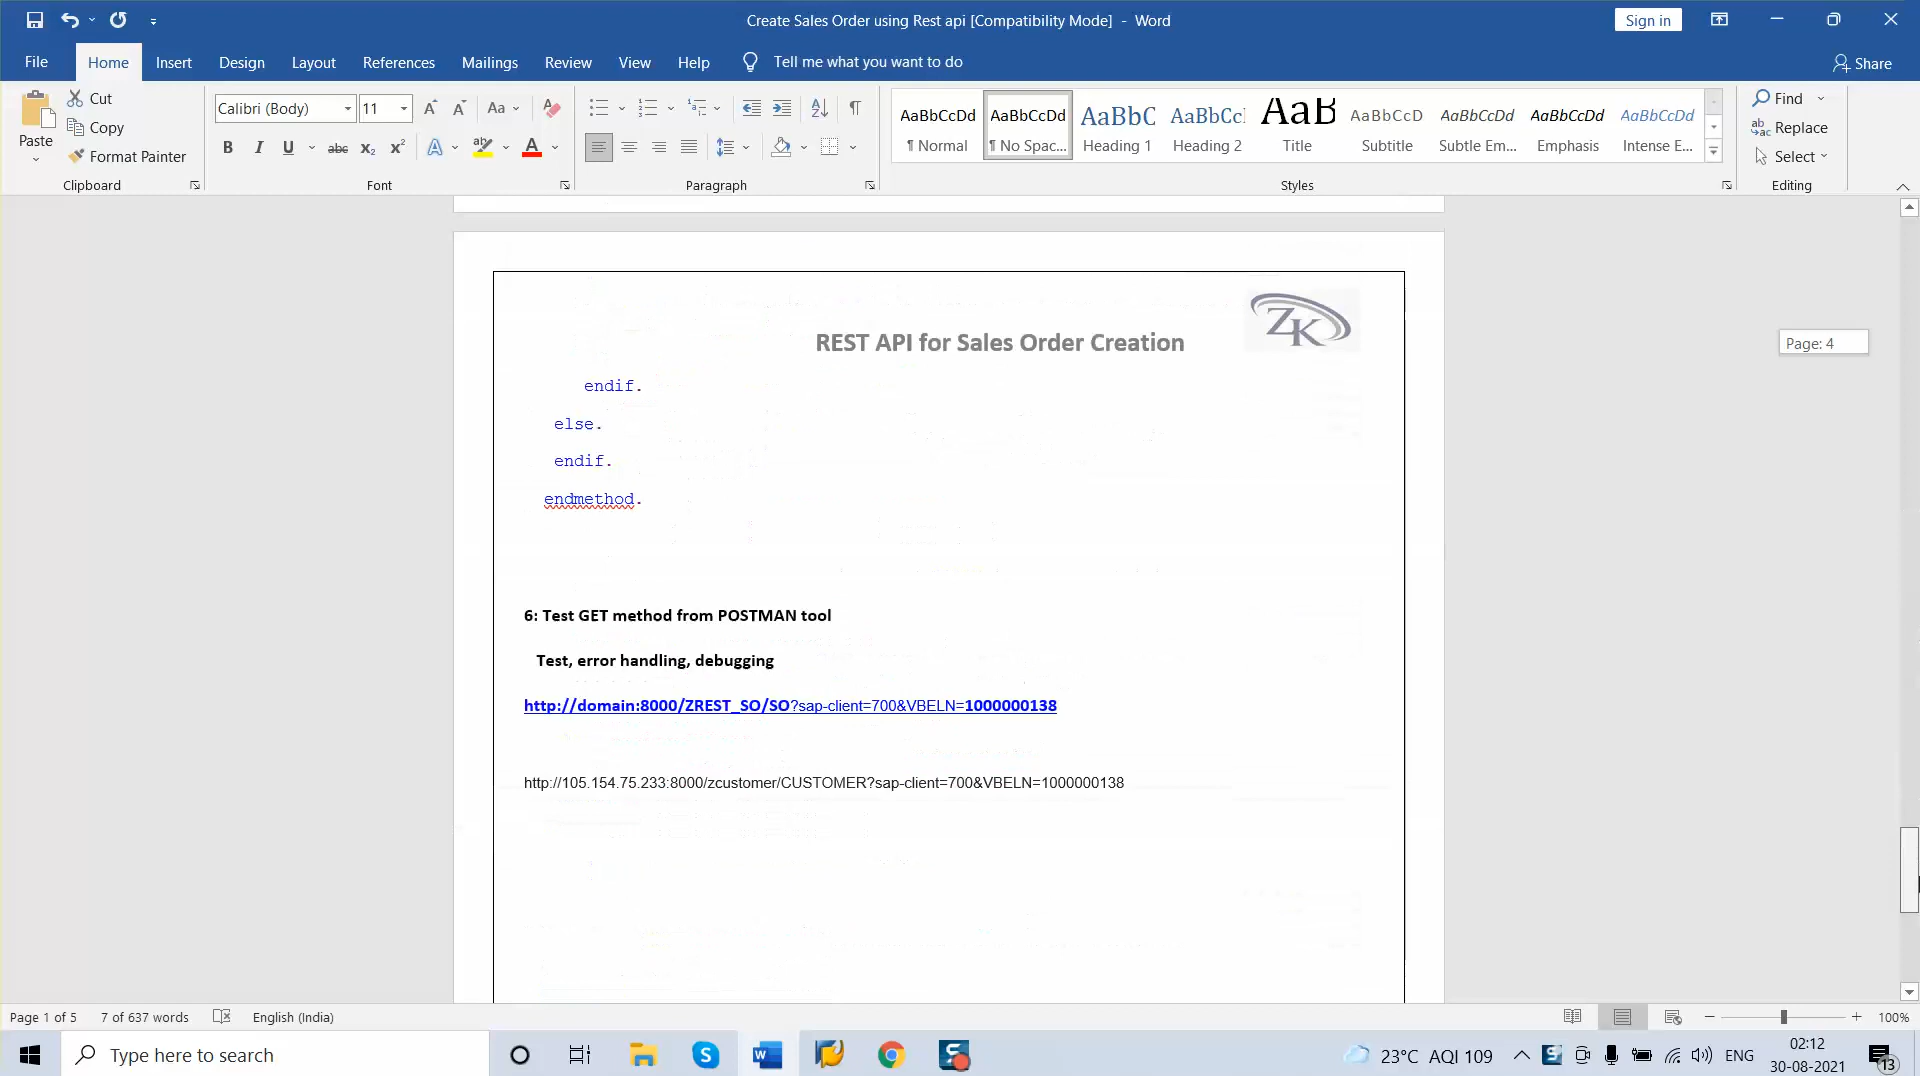 Create Sales Order using Rest api [Compatibility Mode] - Word
Sign in
File Home Insert Design Layout References Mailings Review View Help Tell me what you want to do Share
Paste
Cut
Copy
Format Painter
Clipboard
Calibri (Body) 11
Font
Paragraph
AaBbCcDd AaBbCcDd AaBbC AaBbCc AaB AaBbCcD AaBbCcDd AaBbCcDd AaBbCcDd
¶ Normal ¶ No Spac... Heading 1 Heading 2 Title Subtitle Subtle Em... Emphasis Intense E...
Styles
Find
Replace
Select
Editing
ZK
REST API for Sales Order Creation
Page: 4
endif.
else.
endif.
endmethod.
6: Test GET method from POSTMAN tool
Test, error handling, debugging
http://domain:8000/ZREST_SO/SO?sap-client=700&VBELN=1000000138
http://105.154.75.233:8000/zcustomer/CUSTOMER?sap-client=700&VBELN=1000000138
Page 1 of 5 7 of 637 words English (India) 100%
Type here to search
23°C AQI 109 ENG
02:12
30-08-2021
13